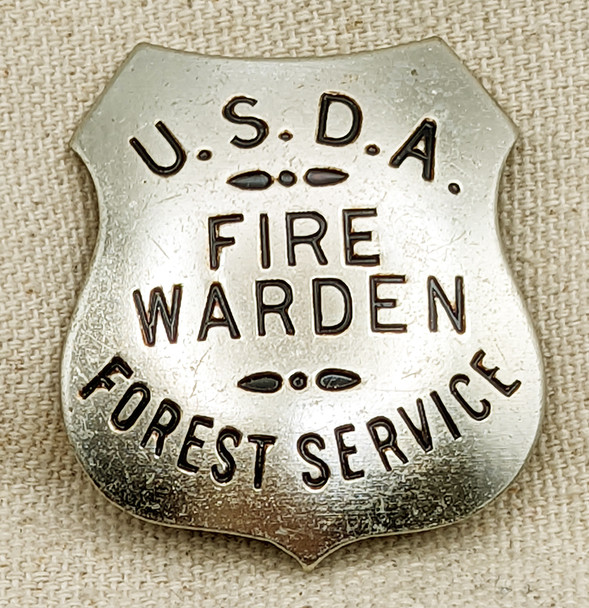 U.S.D.A.
FIRE
WARDEN
FOREST SERVICE